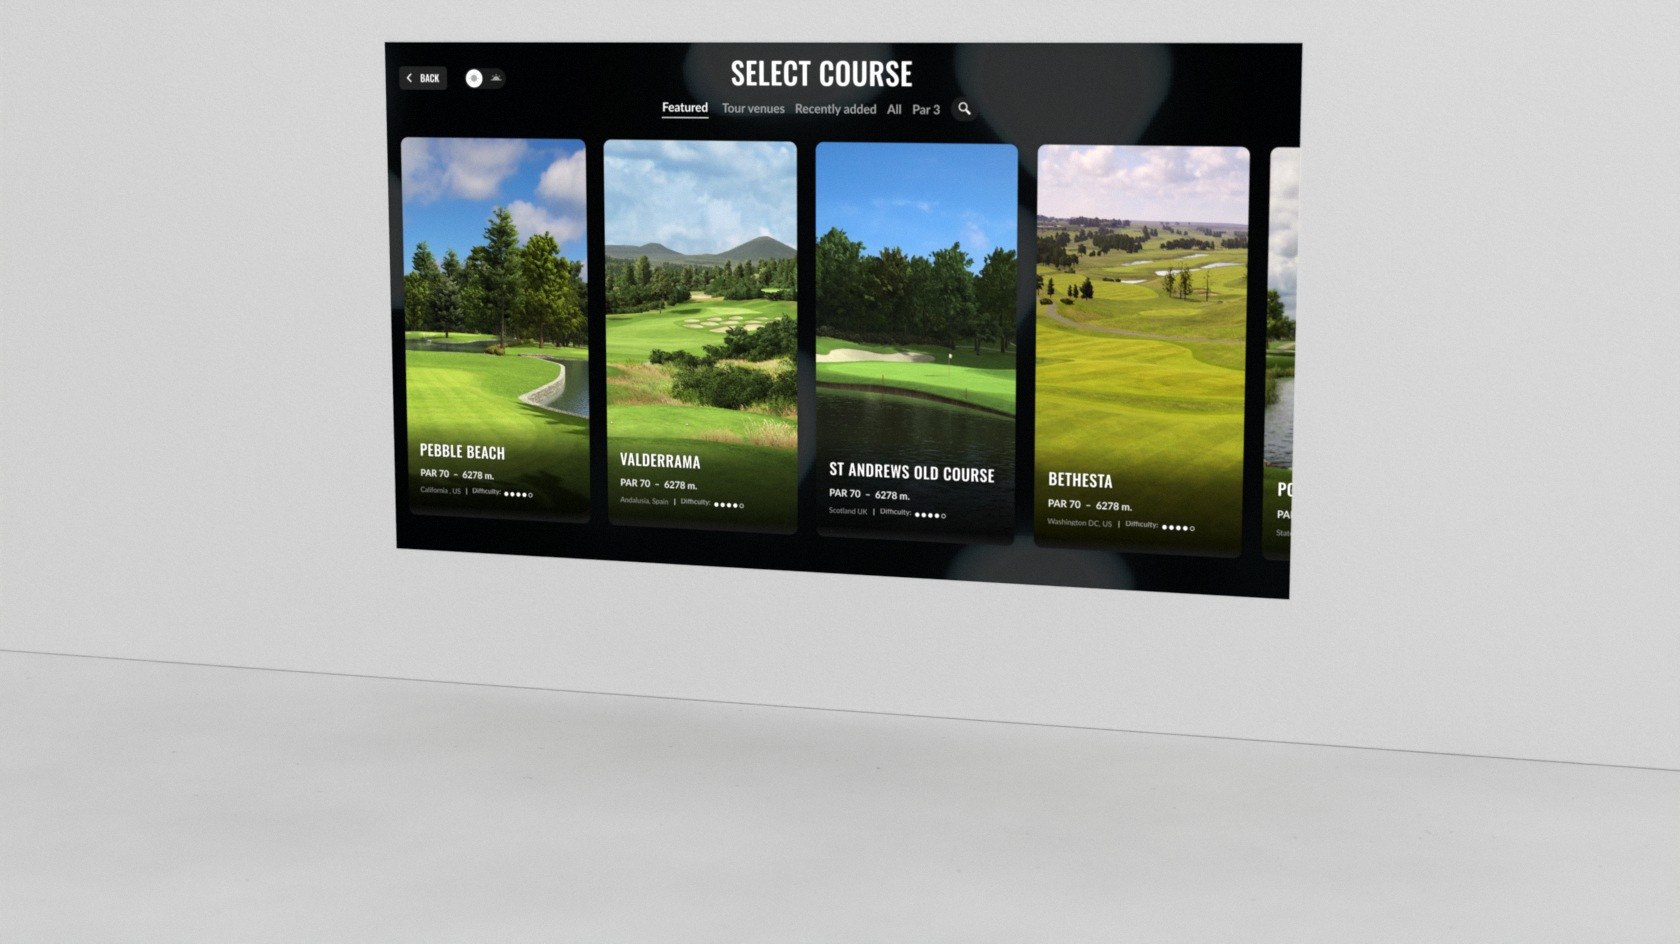 BACK
SELECT COURSE
Featured Tour venues Recently added All Par 3
PEBBLE BEACH
PAR 70 – 6278 m.
California, US | Difficulty:
VALDERRAMA
PAR 70 – 6278 m.
Andalusia, Spain | Difficulty:
ST ANDREWS OLD COURSE
PAR 70 – 6278 m.
Scotland UK | Difficulty:
BETHESTA
PAR 70 – 6278 m.
Washington DC, US | Difficulty: